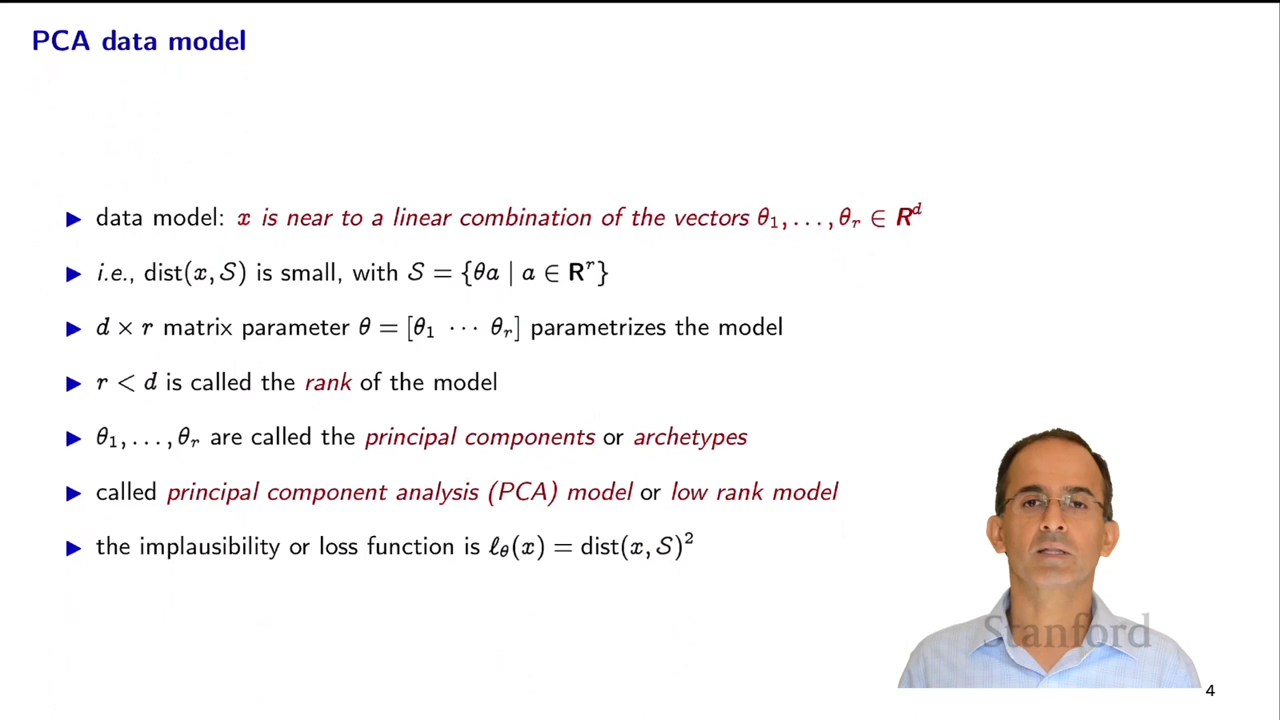 PCA data model
▶ data model: x is near to a linear combination of the vectors θ₁, . . . , θᵣ ∈ Rᵈ
▶ i.e., dist(x, S) is small, with S = {θa | a ∈ Rʳ}
▶ d × r matrix parameter θ = [θ₁ ··· θᵣ] parametrizes the model
▶ r < d is called the rank of the model
▶ θ₁, . . . , θᵣ are called the principal components or archetypes
▶ called principal component analysis (PCA) model or low rank model
▶ the implausibility or loss function is ℓ_θ(x) = dist(x, S)²
Stanford
4